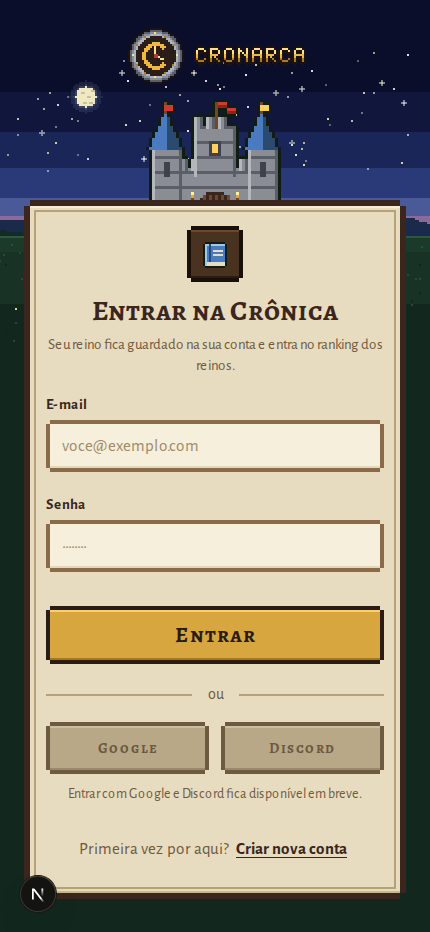 CRONARCA
Entrar na Crônica
Seu reino fica guardado na sua conta e entra no ranking dos
reinos.
E-mail
voce@exemplo.com
Senha
........
Entrar
ou
Google
Discord
Entrar com Google e Discord fica disponível em breve.
Primeira vez por aqui? Criar nova conta
N